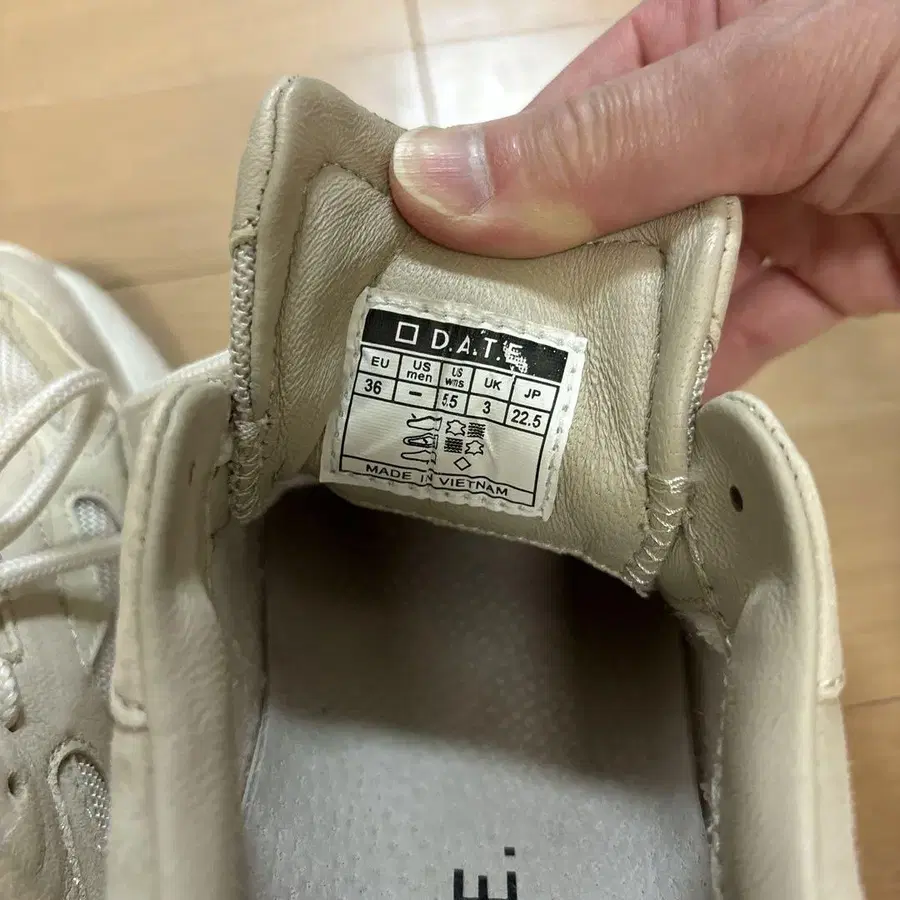 D.A.T.E
EU US men US wms UK JP
36 - 5.5 3 22.5
MADE IN VIETNAM
E.